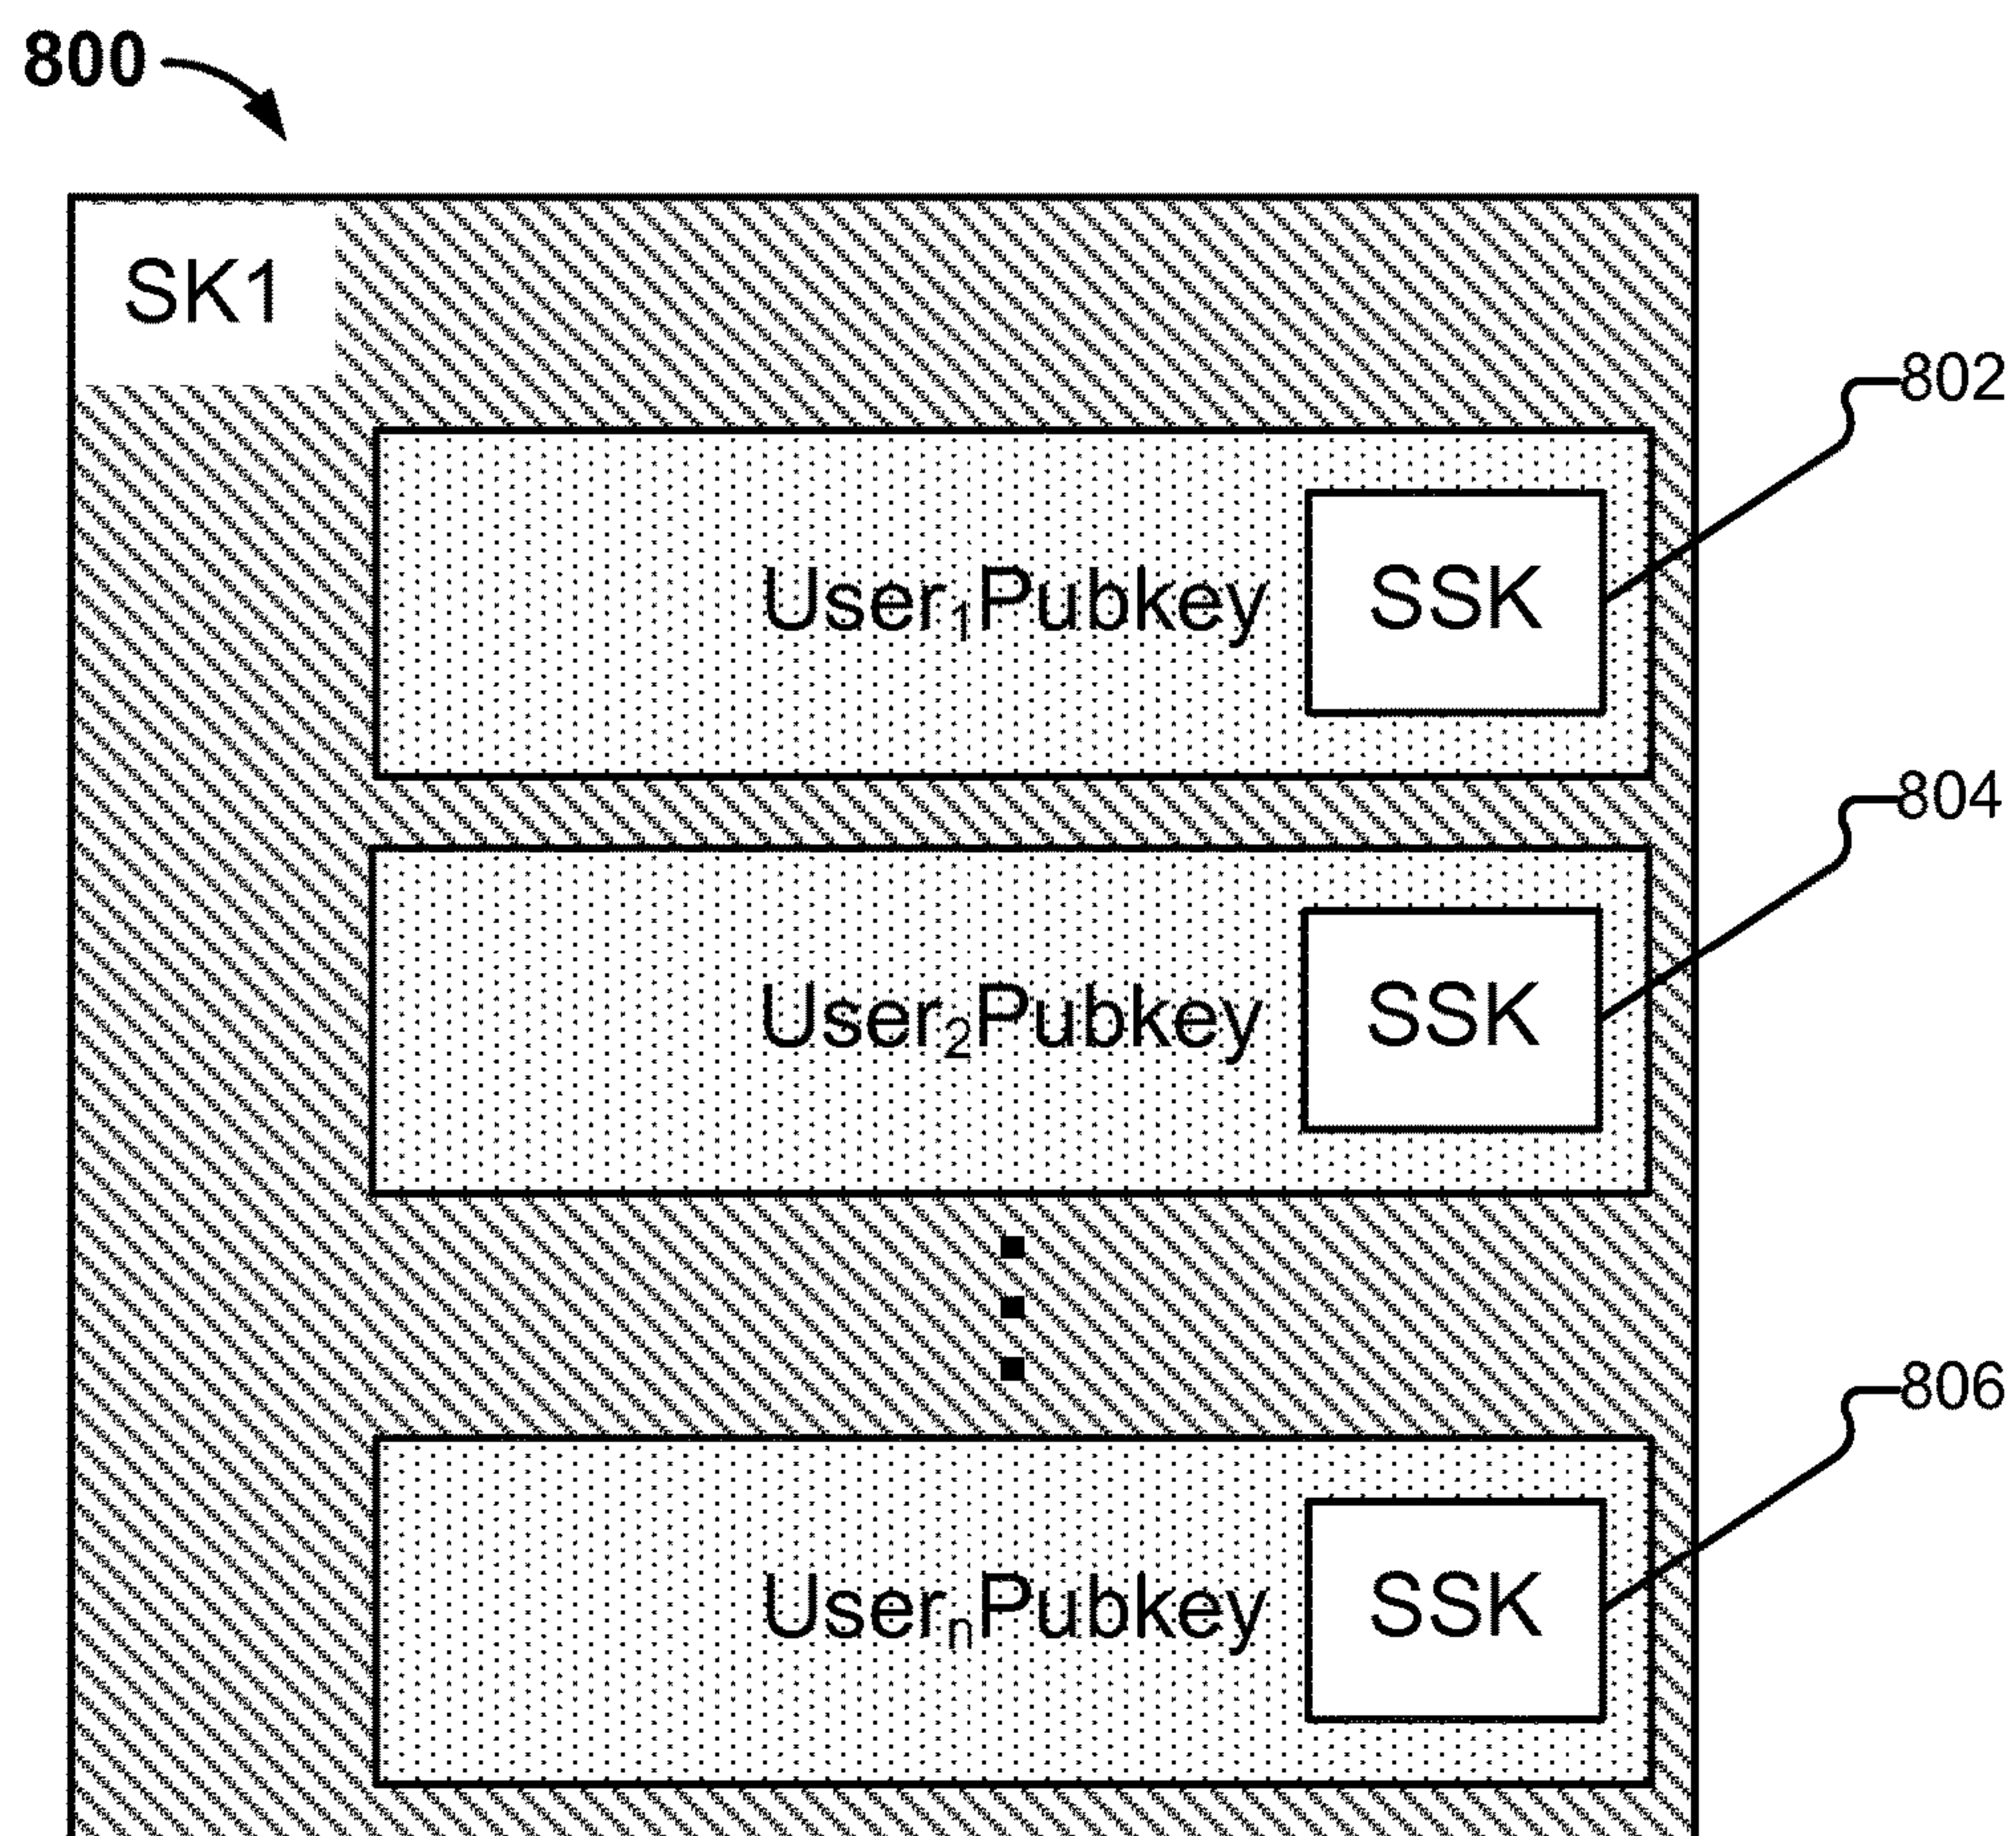 800
SK1
802
User₁Pubkey SSK
804
User₂Pubkey SSK
806
UserₙPubkey SSK